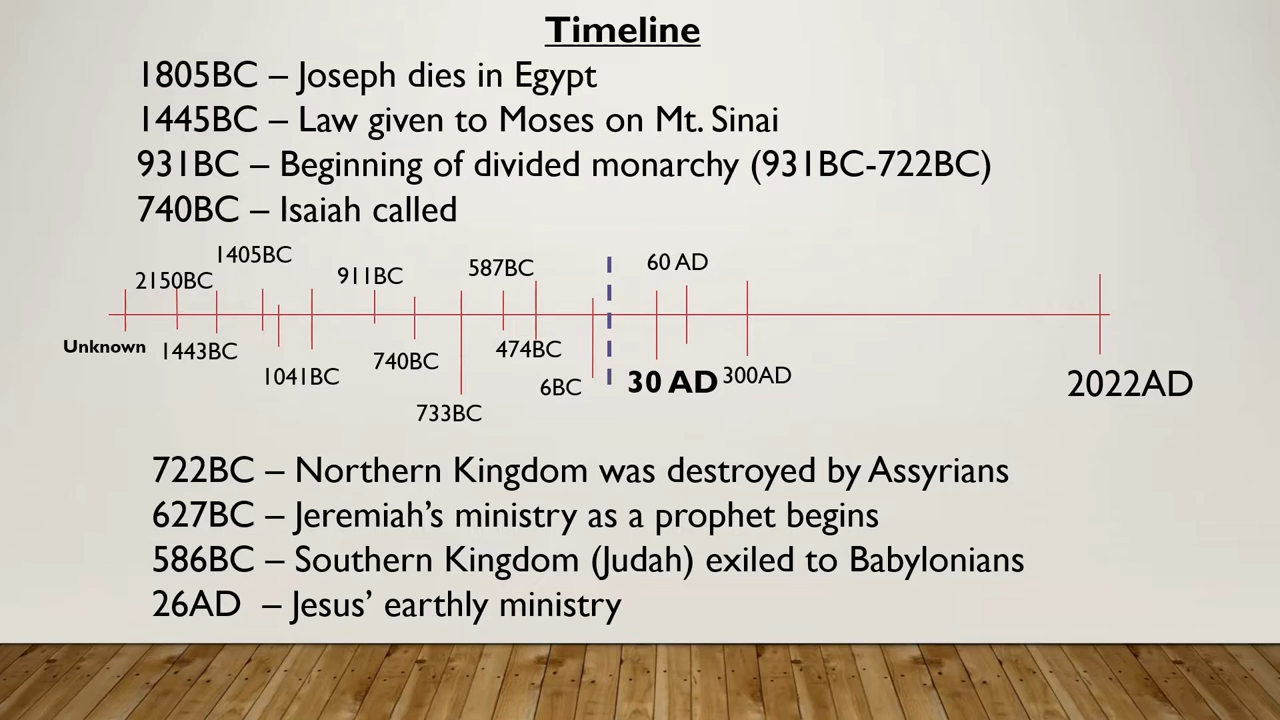 Timeline
1805BC – Joseph dies in Egypt
1445BC – Law given to Moses on Mt. Sinai
931BC – Beginning of divided monarchy (931BC-722BC)
740BC – Isaiah called
1405BC
60 AD
587BC
911BC
2150BC
Unknown
1443BC
474BC
740BC
1041BC
300AD
30 AD
6BC
2022AD
733BC
722BC – Northern Kingdom was destroyed by Assyrians
627BC – Jeremiah’s ministry as a prophet begins
586BC – Southern Kingdom (Judah) exiled to Babylonians
26AD – Jesus’ earthly ministry